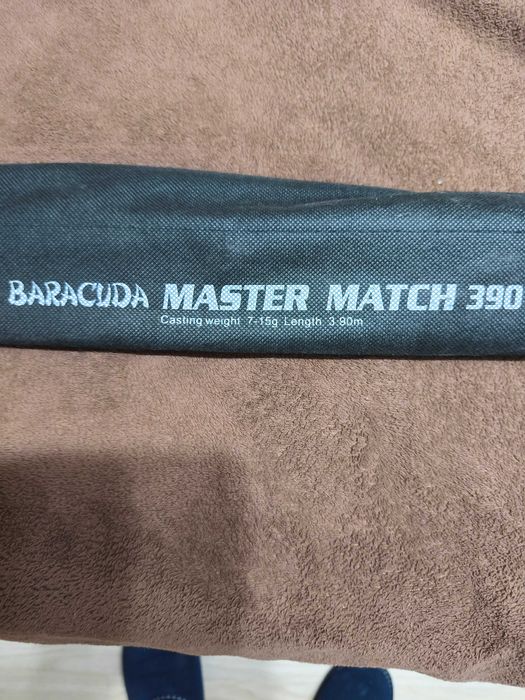 BARACUDA MASTER MATCH 390
Casting weight 7-15g Length 3.90m